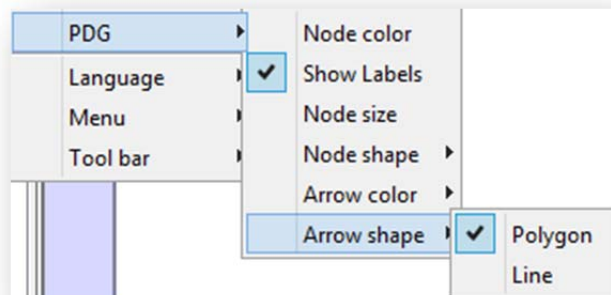 PDG
Language
Menu
Tool bar
Node color
Show Labels
Node size
Node shape
Arrow color
Arrow shape
Polygon
Line